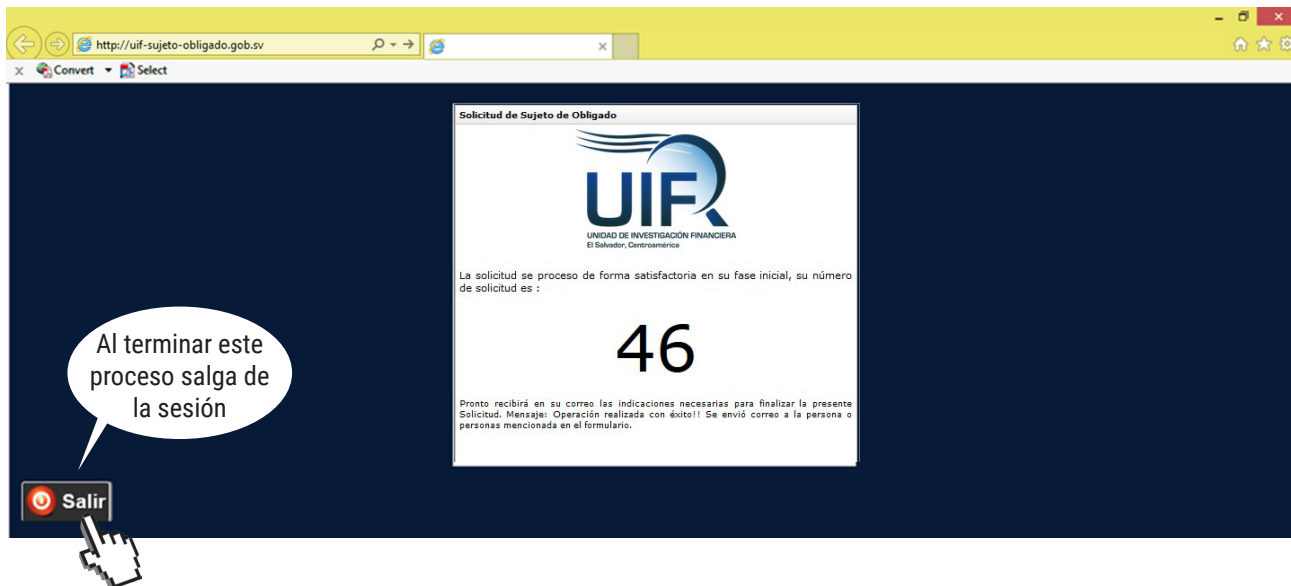 http://uif-sujeto-obligado.gob.sv
x Convert Select
Solicitud de Sujeto de Obligado
UIF
UNIDAD DE INVESTIGACIÓN FINANCIERA
El Salvador, Centroamérica
La solicitud se proceso de forma satisfactoria en su fase inicial, su número
de solicitud es :
46
Pronto recibirá en su correo las indicaciones necesarias para finalizar la presente
Solicitud. Mensaje: Operación realizada con éxito!! Se envió correo a la persona o
personas mencionada en el formulario.
Al terminar este
proceso salga de
la sesión
Salir